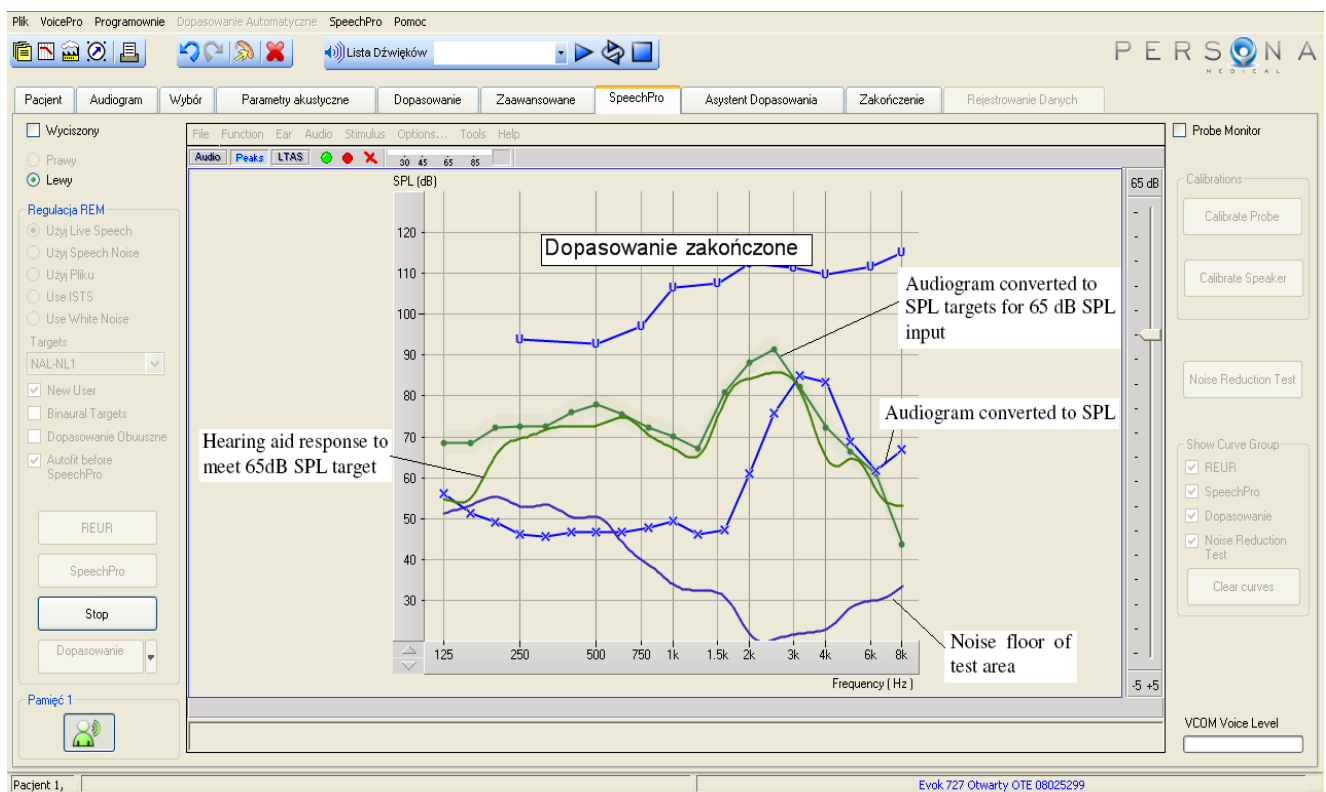 Plik VoicePro Programownie Dopasowanie Automatyczne SpeechPro Pomoc
Lista Dźwięków
PERSONA
MEDICAL
Pacjent Audiogram Wybór Parametry akustyczne Dopasowanie Zaawansowane SpeechPro Asystent Dopasowania Zakończenie Rejestrowanie Danych
Wyciszony
Prawy
Lewy
Regulacja REM
Użyj Live Speech
Użyj Speech Noise
Użyj Pliku
Use ISTS
Use White Noise
Targets
NAL-NL1
New User
Binaural Targets
Dopasowanie Obuuszne
Autofit before
SpeechPro
REUR
SpeechPro
Stop
Dopasowanie
Pamięć 1
File Function Ear Audio Stimulus Options... Tools Help
Audio Peaks LTAS 30 45 65 85
SPL (dB)
120
110
100
90
80
70
60
50
40
30
Dopasowanie zakończone
Audiogram converted to
SPL targets for 65 dB SPL
input
Audiogram converted to SPL
Hearing aid response to
meet 65dB SPL target
Noise floor of
test area
125 250 500 750 1k 1.5k 2k 3k 4k 6k 8k
Frequency ( Hz )
65 dB
-5 +5
Probe Monitor
Calibrations
Calibrate Probe
Calibrate Speaker
Noise Reduction Test
Show Curve Group
REUR
SpeechPro
Dopasowanie
Noise Reduction
Test
Clear curves
VCOM Voice Level
Pacjent 1,
Evok 727 Otwarty OTE 08025299